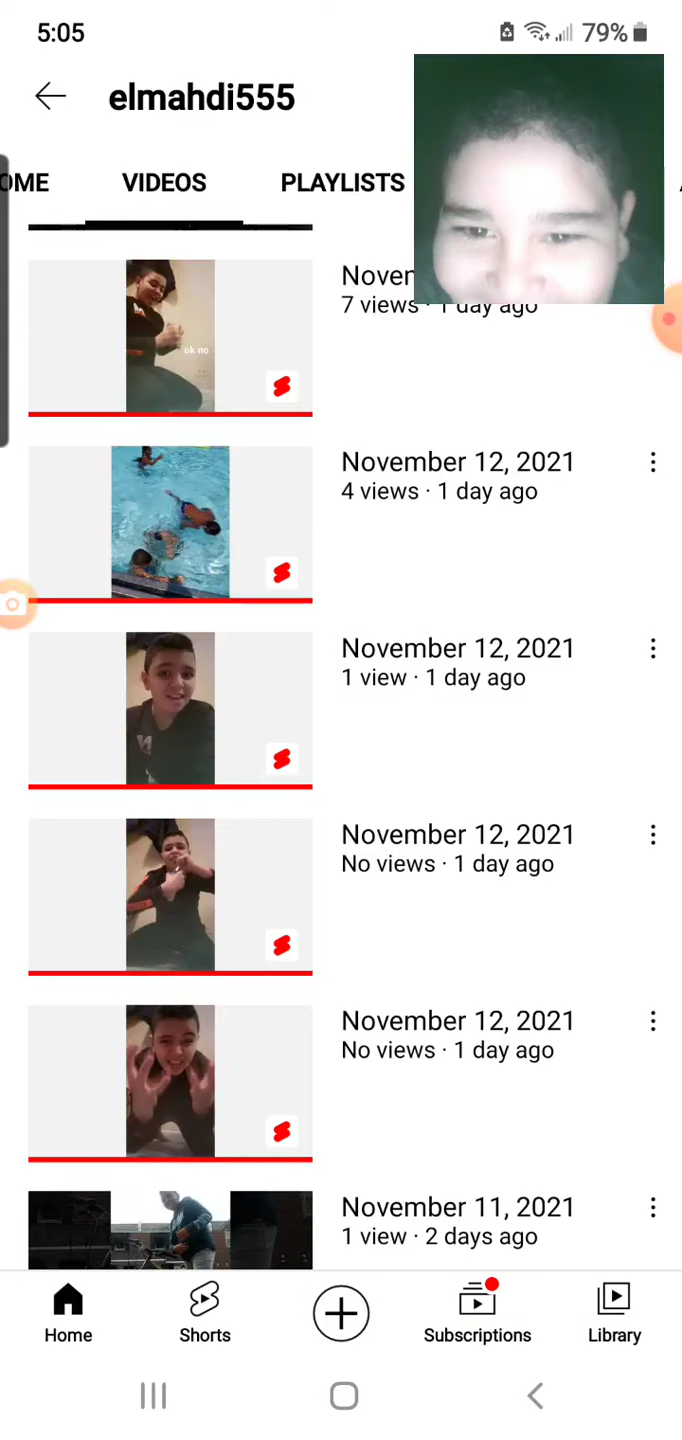 5:05
79%
elmahdi555
OME
VIDEOS
PLAYLISTS
7 views · 1 day ago
ok no
November 12, 2021
4 views · 1 day ago
November 12, 2021
1 view · 1 day ago
November 12, 2021
No views · 1 day ago
November 12, 2021
No views · 1 day ago
November 11, 2021
1 view · 2 days ago
Home
Shorts
Subscriptions
Library